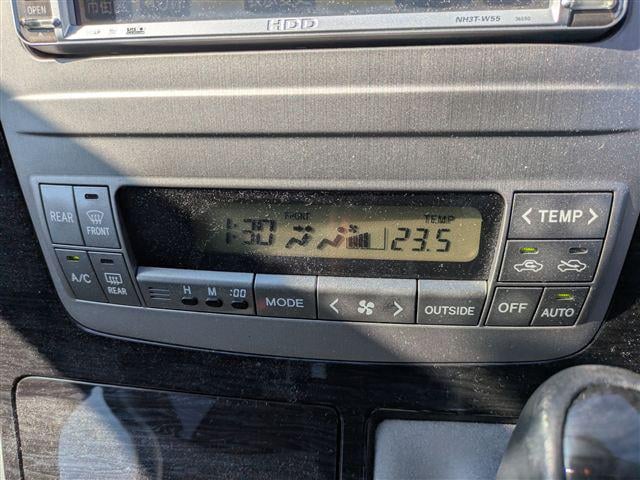 OPEN
HDD
NH3T-W55
REAR
FRONT
A/C
REAR
1:30
FRONT
TEMP
23.5
H M :00
MODE
< >
OUTSIDE
< TEMP >
OFF
AUTO